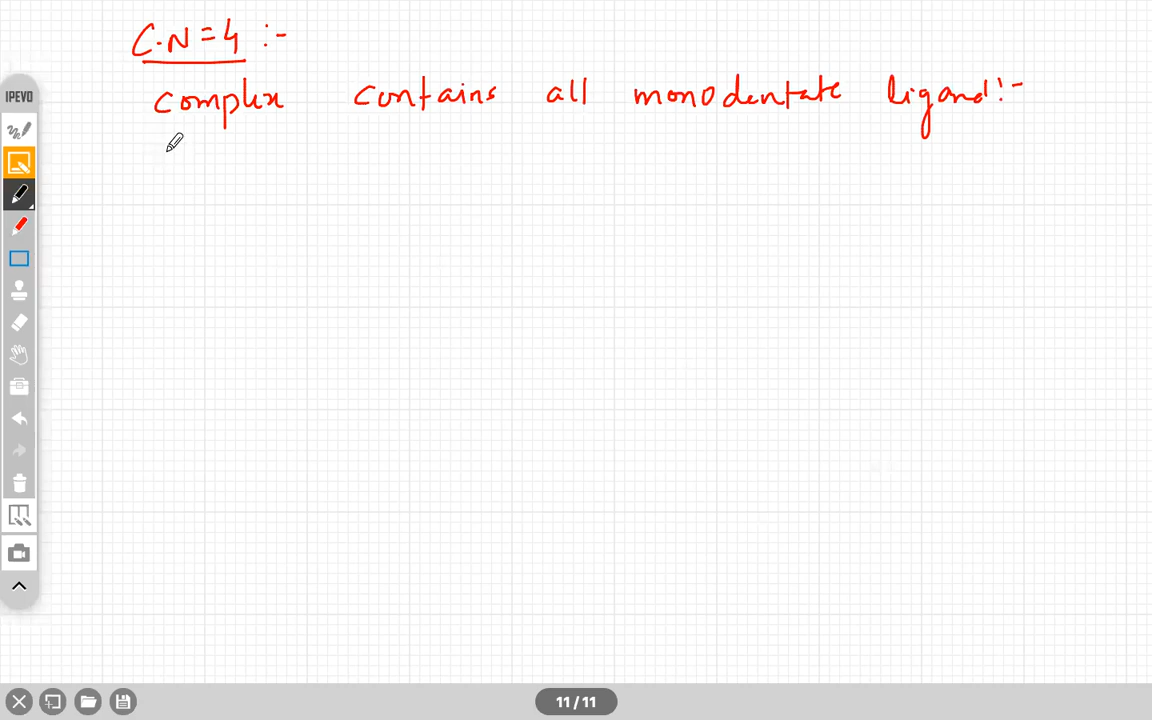 C.N = 4 :-
complex contains all monodentate ligand :-
IPEVO
11 / 11